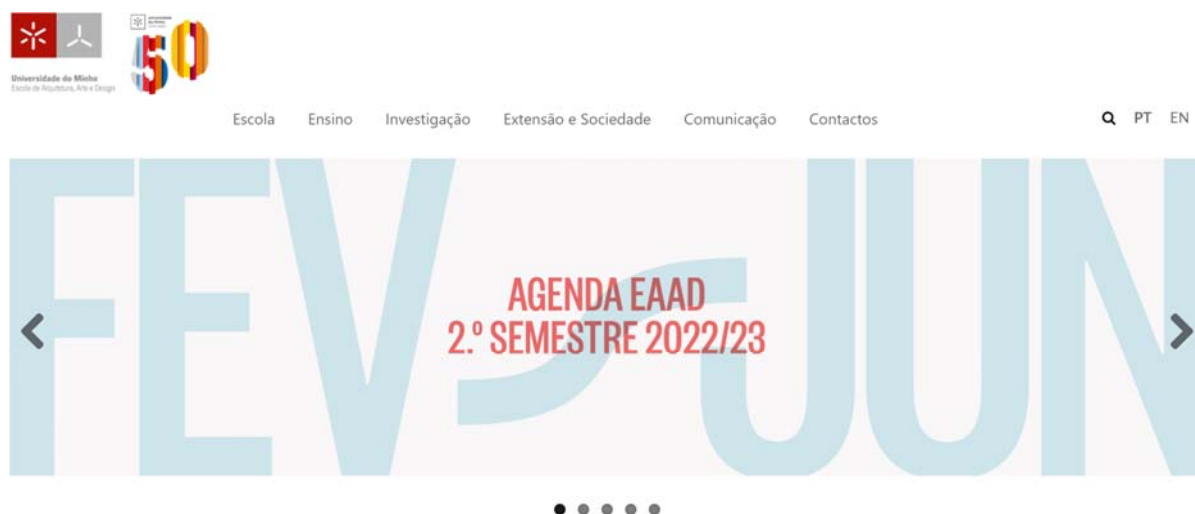 Universidade do Minho
Escola de Arquitetura, Arte e Design
50
Escola Ensino Investigação Extensão e Sociedade Comunicação Contactos
PT EN
FEV JUN
AGENDA EAAD
2.º SEMESTRE 2022/23